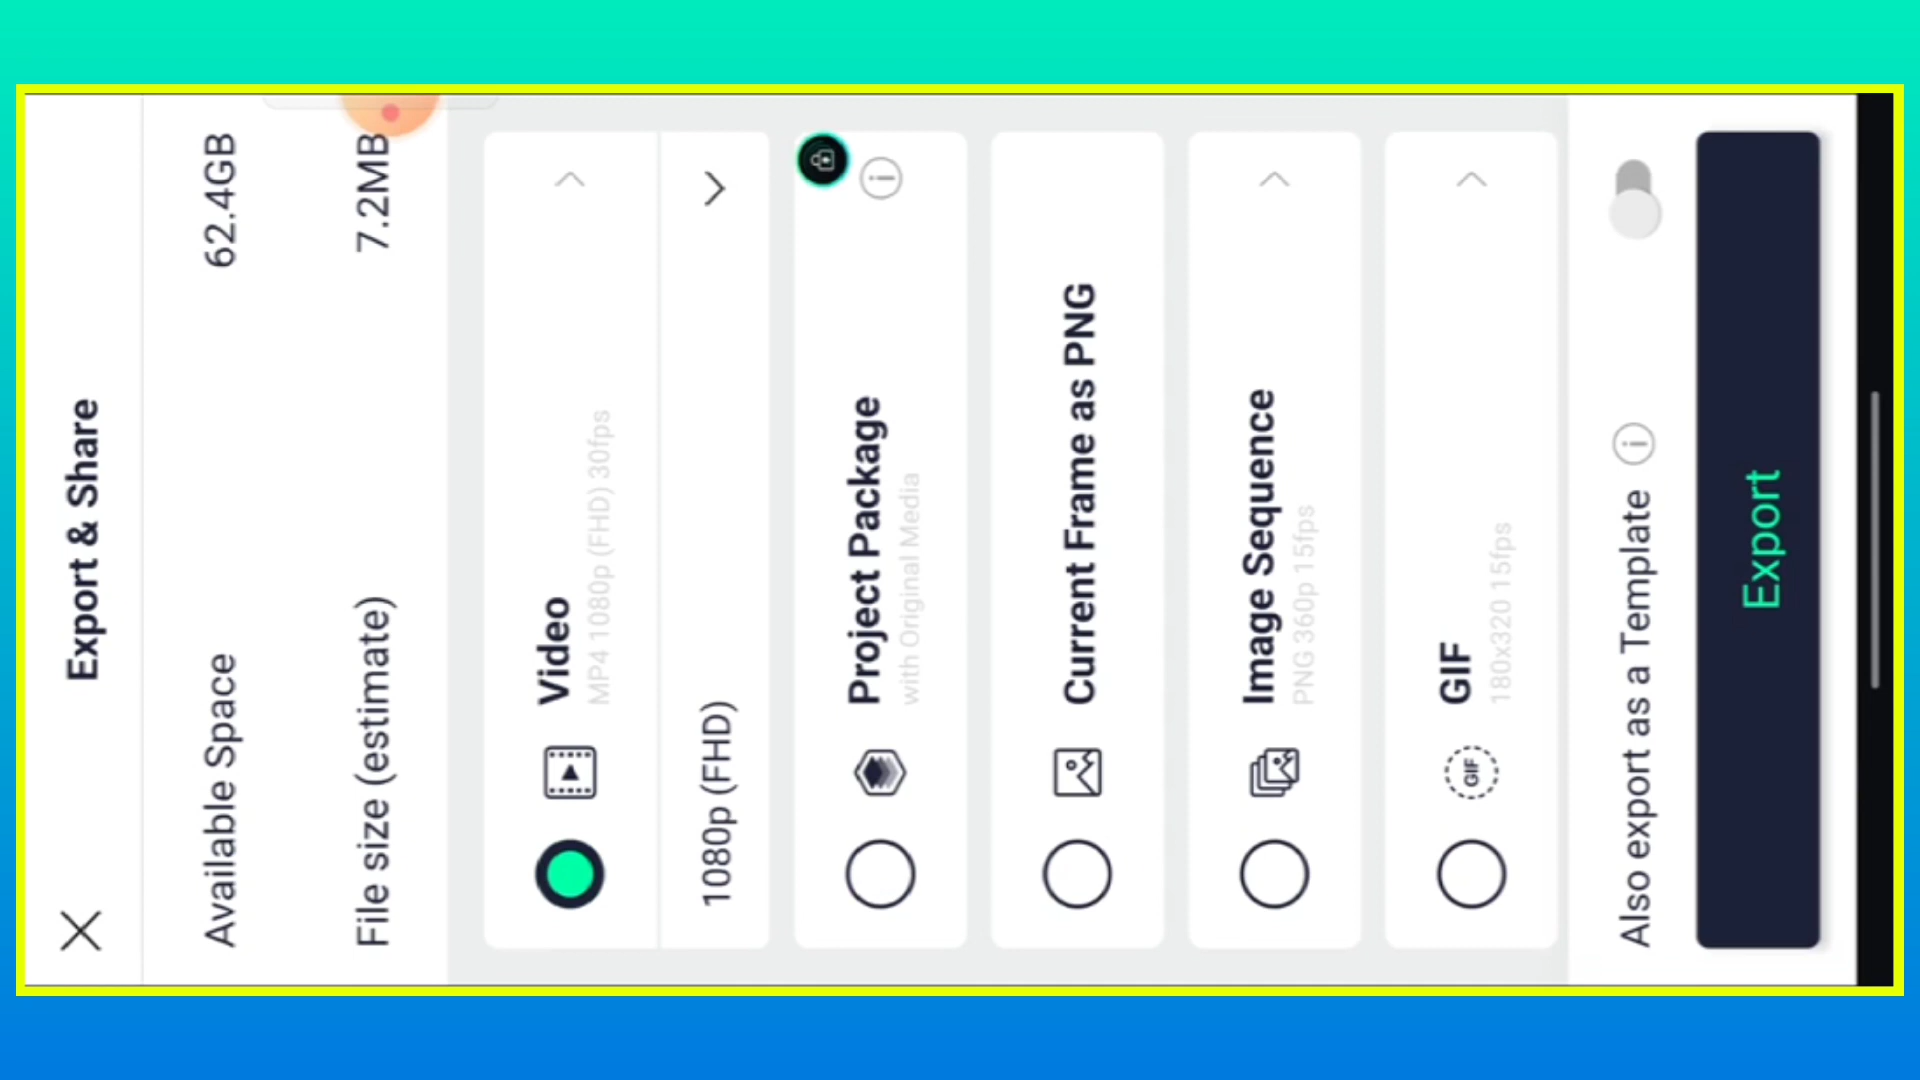 Export & Share
Available Space 62.4GB
File size (estimate) 7.2MB
Video
MP4 1080p (FHD) 30fps
1080p (FHD)
Project Package
with Original Media
Current Frame as PNG
Image Sequence
PNG 360p 15fps
GIF
GIF
180x320 15fps
Also export as a Template
Export